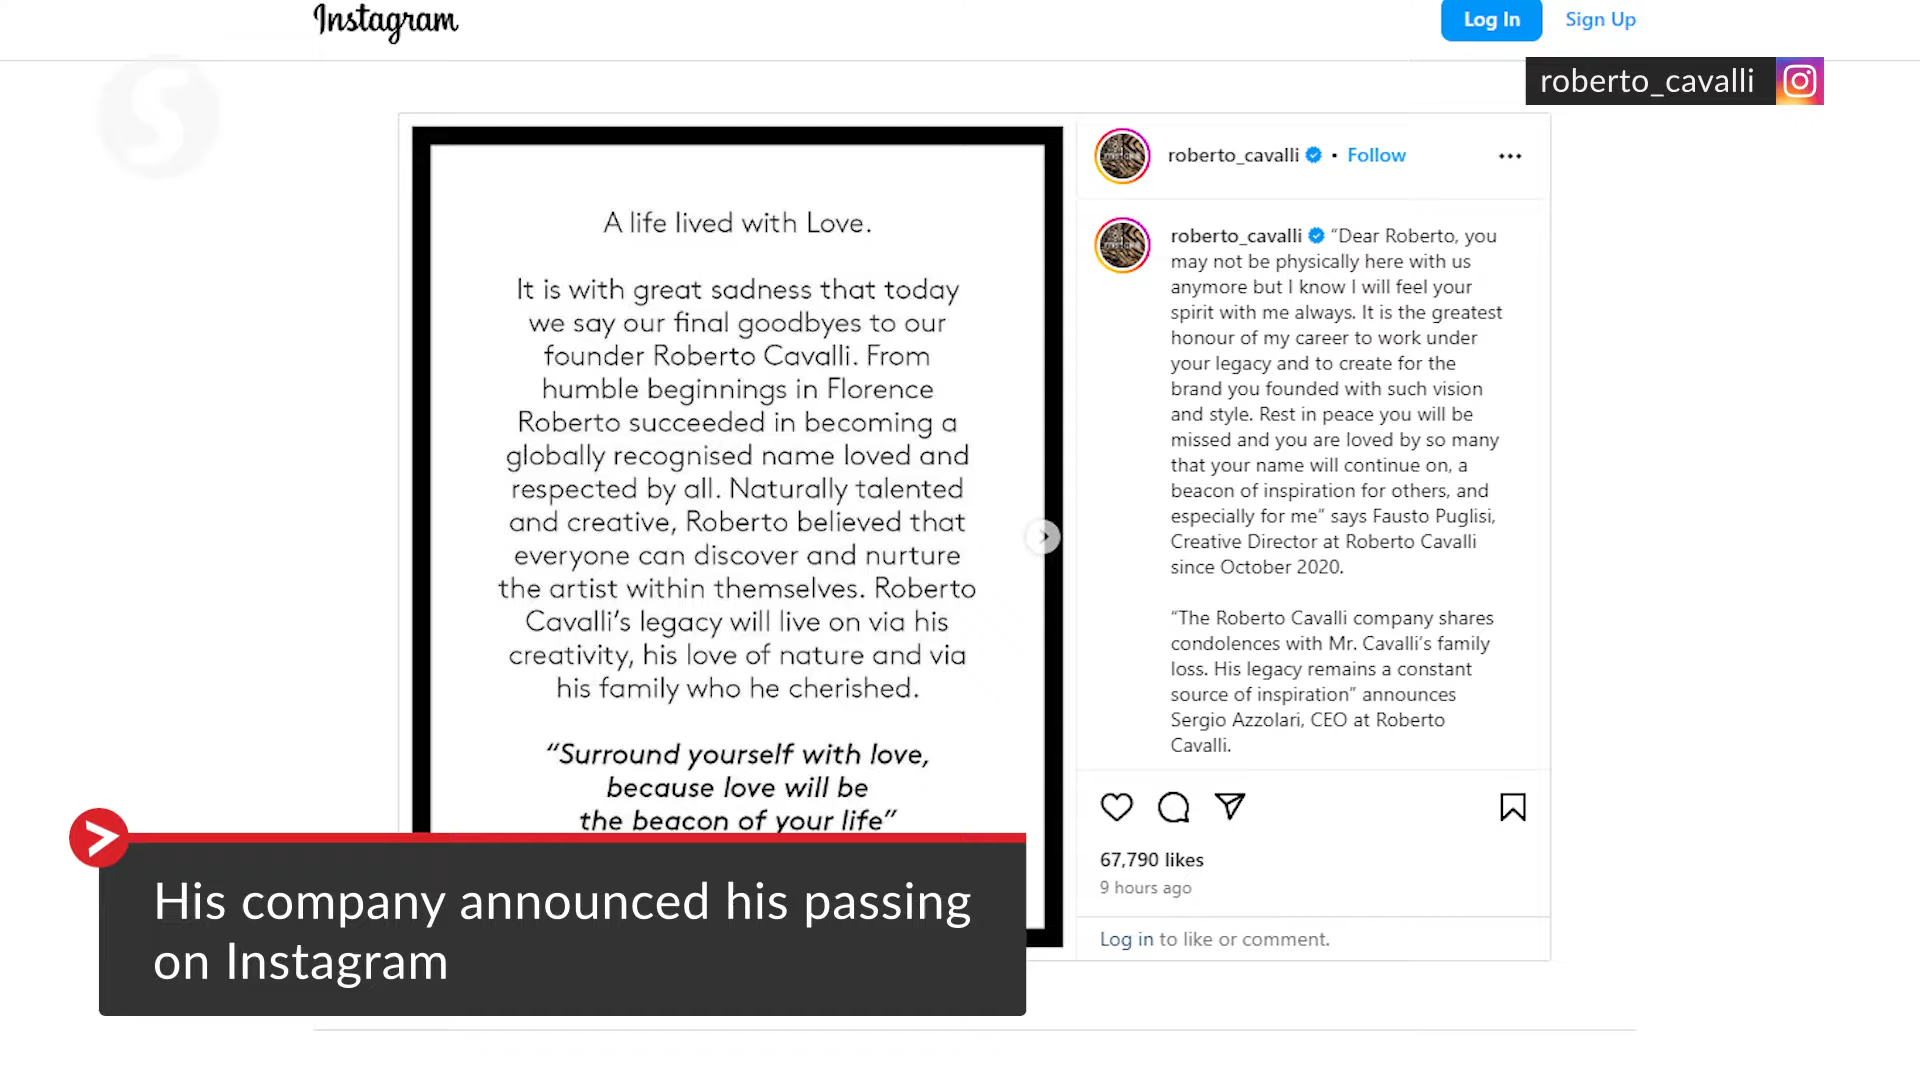 Instagram
Log In
Sign Up
roberto_cavalli
A life lived with Love.
It is with great sadness that today
we say our final goodbyes to our
founder Roberto Cavalli. From
humble beginnings in Florence
Roberto succeeded in becoming a
globally recognised name loved and
respected by all. Naturally talented
and creative, Roberto believed that
everyone can discover and nurture
the artist within themselves. Roberto
Cavalli’s legacy will live on via his
creativity, his love of nature and via
his family who he cherished.
“Surround yourself with love,
because love will be
the beacon of your life”
roberto_cavalli • Follow
roberto_cavalli “Dear Roberto, you
may not be physically here with us
anymore but I know I will feel your
spirit with me always. It is the greatest
honour of my career to work under
your legacy and to create for the
brand you founded with such vision
and style. Rest in peace you will be
missed and you are loved by so many
that your name will continue on, a
beacon of inspiration for others, and
especially for me” says Fausto Puglisi,
Creative Director at Roberto Cavalli
since October 2020.
“The Roberto Cavalli company shares
condolences with Mr. Cavalli’s family
loss. His legacy remains a constant
source of inspiration” announces
Sergio Azzolari, CEO at Roberto
Cavalli.
67,790 likes
9 hours ago
Log in to like or comment.
His company announced his passing
on Instagram